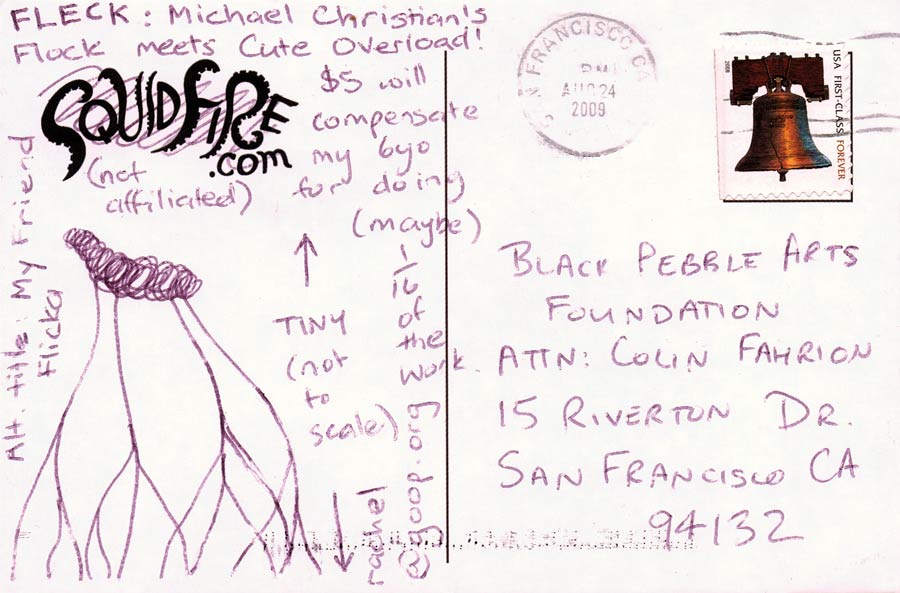 FLECK: Michael Christian's
Flock meets Cute Overload!
SQUIDFIRE
.com
(not
affiliated)
$5 will
compensate
my 6yo
for doing
(maybe)
1/16
of
the
work.
↑
TINY
(not
to
scale)
↓
Alt. title: My Friend
Flicka
rachel
@goop.org
SAN FRANCISCO CA
PM
AUG 24
2009
2008
USA FIRST-CLASS FOREVER
BLACK PEBBLE ARTS
FOUNDATION
ATTN: COLIN FAHRION
15 RIVERTON DR.
SAN FRANCISCO CA
94132